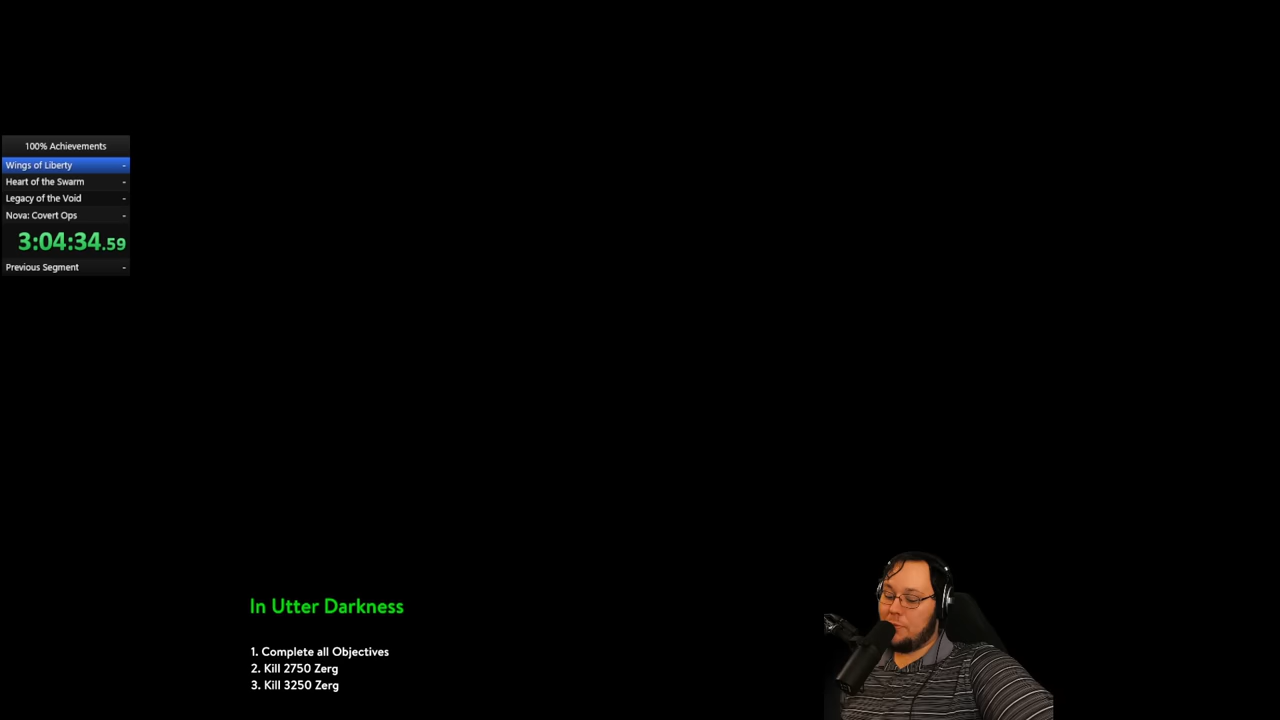 100% Achievements
Wings of Liberty -
Heart of the Swarm -
Legacy of the Void -
Nova: Covert Ops -
3:04:34.59
Previous Segment -
In Utter Darkness
1. Complete all Objectives
2. Kill 2750 Zerg
3. Kill 3250 Zerg